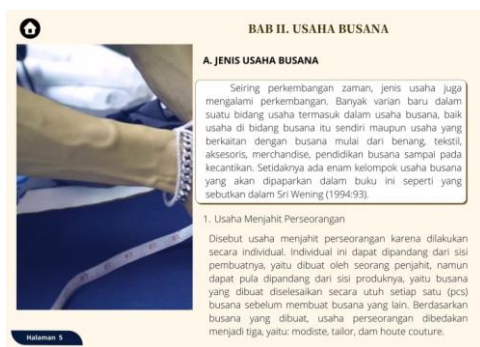 BAB II. USAHA BUSANA
A. JENIS USAHA BUSANA
Seiring perkembangan zaman, jenis usaha juga
mengalami perkembangan. Banyak varian baru dalam
suatu bidang usaha termasuk dalam usaha busana, baik
usaha di bidang busana itu sendiri maupun usaha yang
berkaitan dengan busana mulai dari benang, tekstil,
aksesoris, merchandise, pendidikan busana sampai pada
kecantikan. Setidaknya ada enam kelompok usaha busana
yang akan dipaparkan dalam buku ini seperti yang
sebutkan dalam Sri Wening (1994:93).
1. Usaha Menjahit Perseorangan
Disebut usaha menjahit perseorangan karena dilakukan
secara individual. Individual ini dapat dipandang dari sisi
pembuatnya, yaitu dibuat oleh seorang penjahit, namun
dapat pula dipandang dari sisi produknya, yaitu busana
yang dibuat diselesaikan secara utuh setiap satu (pcs)
busana sebelum membuat busana yang lain. Berdasarkan
busana yang dibuat, usaha perseorangan dibedakan
menjadi tiga, yaitu: modiste, tailor, dam houte couture.
Halaman 5